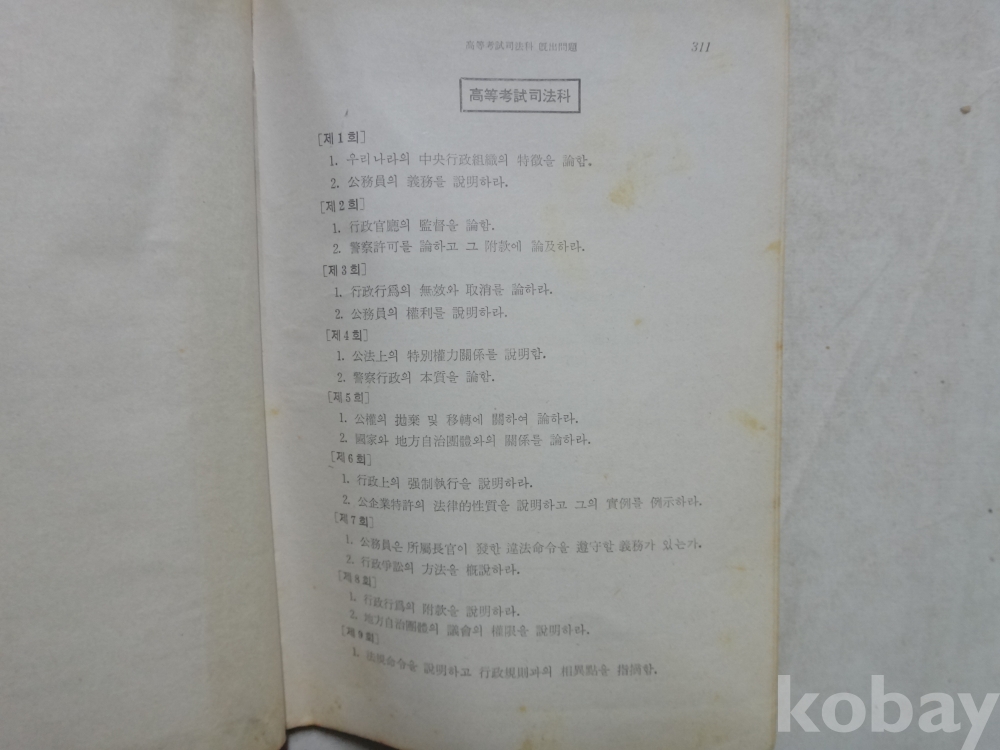 高等考試司法科 既出問題 311
高等考試司法科
[제1회]
1. 우리나라의 中央行政組織의 特徵을 論함.
2. 公務員의 義務를 說明하라.
[제2회]
1. 行政官廳의 監督을 論함.
2. 警察許可를 論하고 그 附款에 論及하라.
[제3회]
1. 行政行爲의 無效와 取消를 論하라.
2. 公務員의 權利를 說明하라.
[제4회]
1. 公法上의 特別權力關係를 說明함.
2. 警察行政의 本質을 論함.
[제5회]
1. 公權의 拋棄 및 移轉에 關하여 論하라.
2. 國家와 地方自治團體와의 關係를 論하라.
[제6회]
1. 行政上의 强制執行을 說明하라.
2. 公企業特許의 法律的性質을 說明하고 그의 實例를 例示하라.
[제7회]
1. 公務員은 所屬長官이 發한 違法命令을 遵守할 義務가 있는가.
2. 行政爭訟의 方法을 槪說하라.
[제8회]
1. 行政行爲의 附款을 說明하라.
2. 地方自治團體의 議會의 權限을 說明하라.
[제9회]
1. 法規命令을 說明하고 行政規則과의 相異點을 指摘함.
kobay